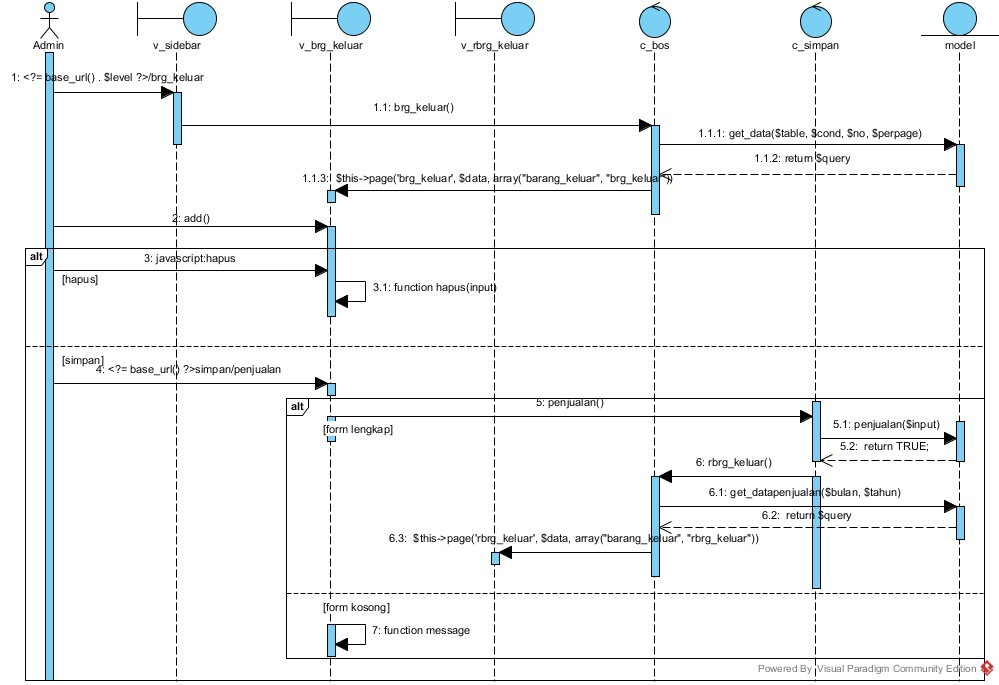 Admin
v_sidebar
v_brg_keluar
v_rbrg_keluar
c_bos
c_simpan
model
1: <?= base_url() . $level ?>/brg_keluar
1.1: brg_keluar()
1.1.1: get_data($table, $cond, $no, $perpage)
1.1.2: return $query
1.1.3: $this->page('brg_keluar', $data, array("barang_keluar", "brg_keluar"))
2: add()
alt
3: javascript:hapus
[hapus]
3.1: function hapus(input)
[simpan]
4: <?= base_url() ?>simpan/penjualan
alt
5: penjualan()
5.1: penjualan($input)
[form lengkap]
5.2: return TRUE;
6: rbrg_keluar()
6.1: get_datapenjualan($bulan, $tahun)
6.2: return $query
6.3: $this->page('rbrg_keluar', $data, array("barang_keluar", "rbrg_keluar"))
[form kosong]
7: function message
Powered By Visual Paradigm Community Edition